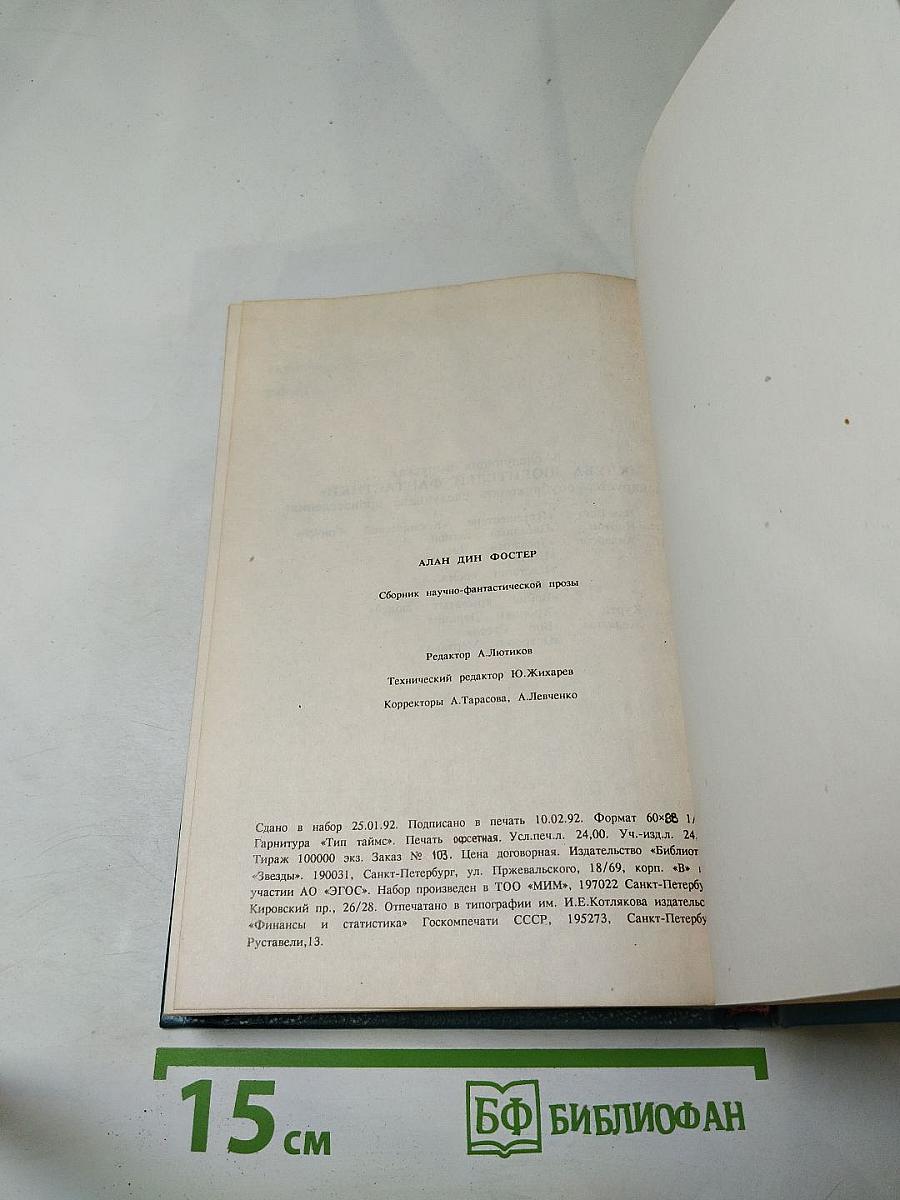 АЛАН ДИН ФОСТЕР
Сборник научно-фантастической прозы
Редактор А.Лютиков
Технический редактор Ю.Жихарев
Корректоры А.Тарасова, А.Левченко
Сдано в набор 25.01.92. Подписано в печать 10.02.92. Формат 60×88 1/
Гарнитура «Тип таймс». Печать офсетная. Усл.печ.л. 24,00. Уч.-изд.л. 24,
Тираж 100000 экз. Заказ № 103. Цена договорная. Издательство «Библиот
«Звезды». 190031, Санкт-Петербург, ул. Пржевальского, 18/69, корп. «В»
участии АО «ЭГОС». Набор произведен в ТОО «МИМ», 197022 Санкт-Петербу
Кировский пр., 26/28. Отпечатано в типографии им. И.Е.Котлякова издательс
«Финансы и статистика» Госкомпечати СССР, 195273, Санкт-Петербу
Руставели,13.
15 см
БФ БИБЛИОФАН